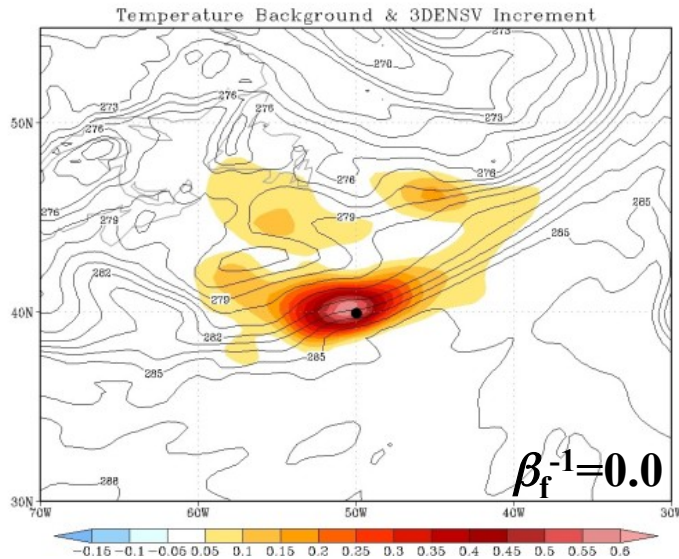 Temperature Background & 3DENSV Increment
273
270
276
273
276
50N
273
276
276
276
279
276
279
285
285
282
279
40N
282
285
285
288
β_f^-1=0.0
30N
70W 60W 50W 40W 30W
-0.15 -0.1 -0.05 0.05 0.1 0.15 0.2 0.25 0.3 0.35 0.4 0.45 0.5 0.55 0.6